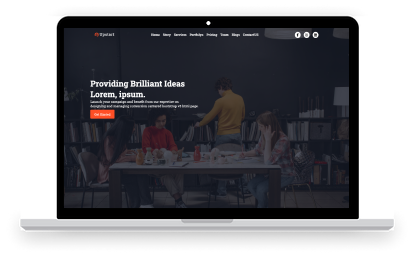 Upstart
Home Story Services Portfolio Pricing Team Blogs Contact US
Providing Brilliant Ideas
Lorem, ipsum.
Launch your campaign and benefit from our expertise on
designing and managing conversion centered bootstrap v5 html page.
Get Started